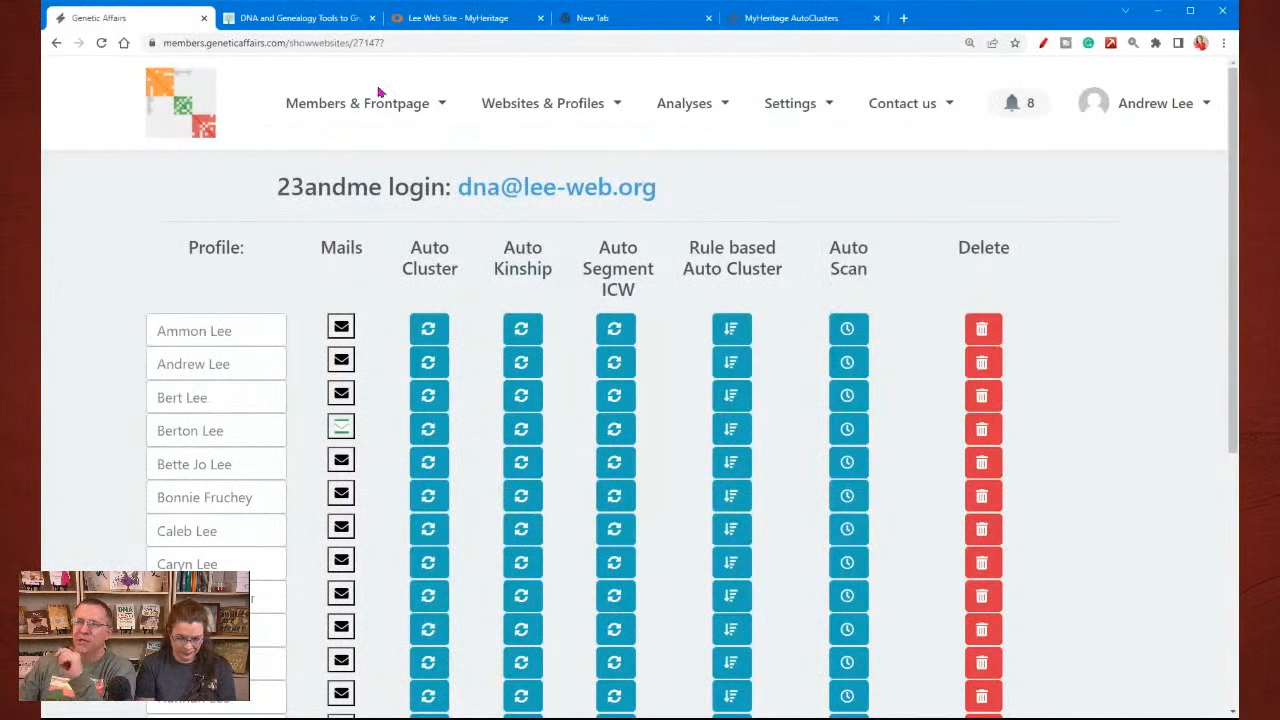 Genetic Affairs
DNA and Genealogy Tools to Gr
Lee Web Site - MyHeritage
New Tab
MyHeritage AutoClusters
members.geneticaffairs.com/showwebsites/27147?
Members & Frontpage
Websites & Profiles
Analyses
Settings
Contact us
8
Andrew Lee
23andme login: dna@lee-web.org
Profile:
Mails
Auto Cluster
Auto Kinship
Auto Segment ICW
Rule based Auto Cluster
Auto Scan
Delete
Ammon Lee
Andrew Lee
Bert Lee
Berton Lee
Bette Jo Lee
Bonnie Fruchey
Caleb Lee
Caryn Lee
DNA